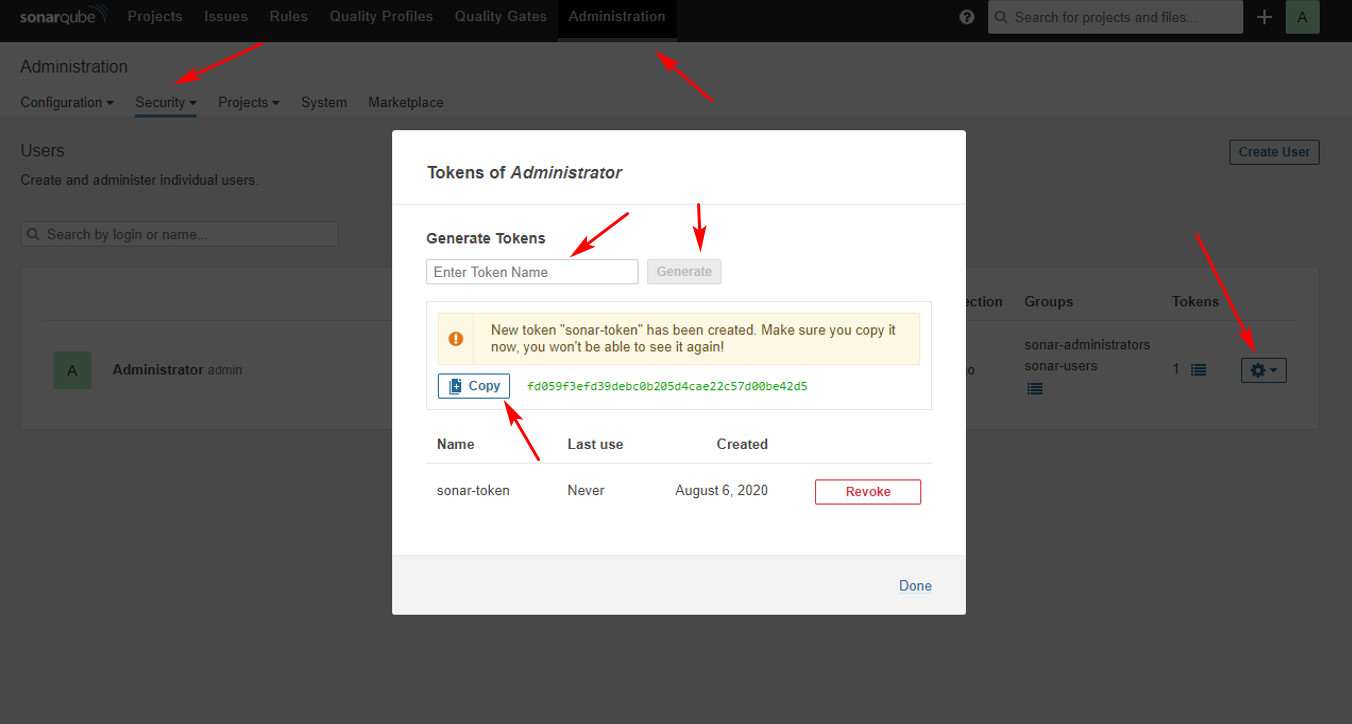 sonarqube Projects Issues Rules Quality Profiles Quality Gates Administration Search for projects and files... A
Administration
Configuration Security Projects System Marketplace
Users
Create User
Create and administer individual users.
Search by login or name...
Tokens of Administrator
Generate Tokens
Enter Token Name Generate
ection Groups Tokens
New token "sonar-token" has been created. Make sure you copy it
now, you won't be able to see it again!
A Administrator admin
sonar-administrators
sonar-users
o
1
Copy fd059f3efd39debc0b205d4cae22c57d00be42d5
Name Last use Created
sonar-token Never August 6, 2020 Revoke
Done